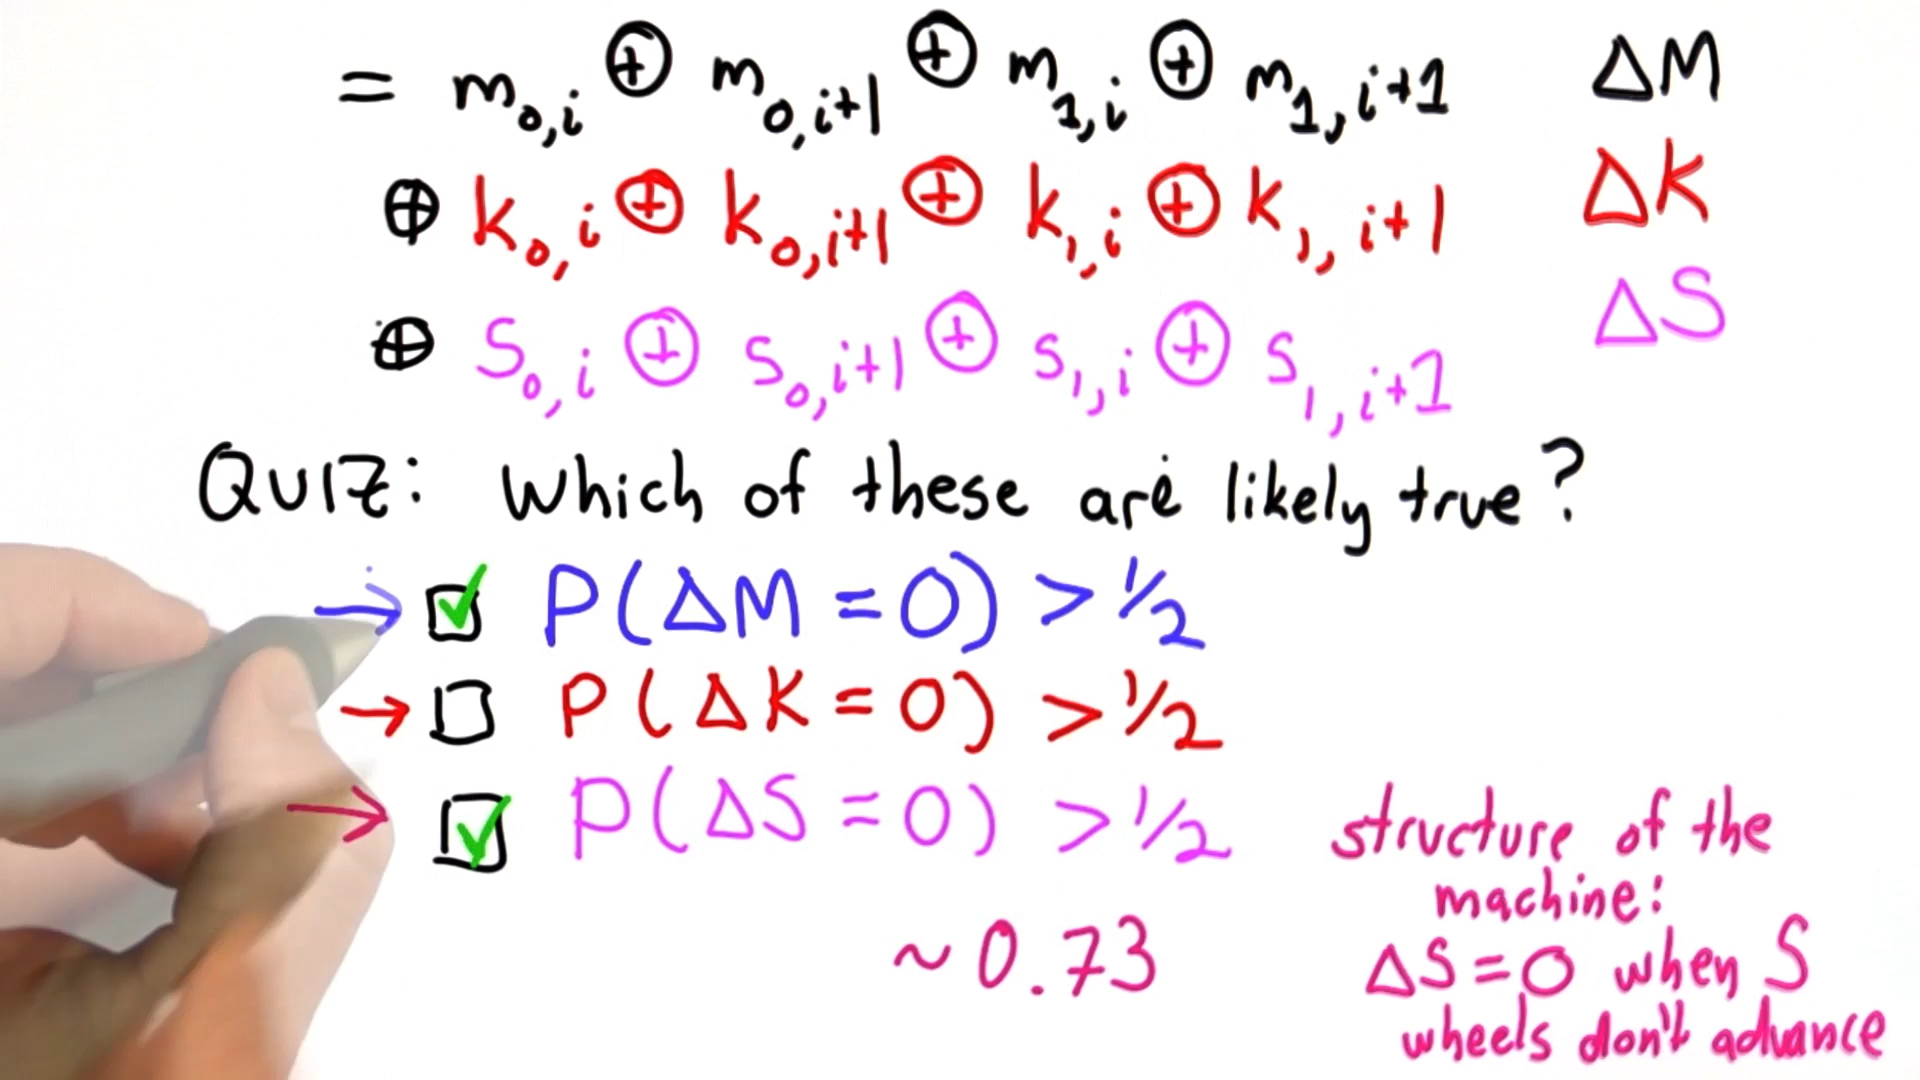 = m0,i ⊕ m0,i+1 ⊕ m1,i ⊕ m1,i+1 ΔM
⊕ k0,i ⊕ k0,i+1 ⊕ k1,i ⊕ k1,i+1 ΔK
⊕ S0,i ⊕ S0,i+1 ⊕ S1,i ⊕ S1,i+1 ΔS
QUIZ: Which of these are likely true?
→ ☑ P(ΔM = 0) > 1/2
→ ☐ P(ΔK = 0) > 1/2
→ ☑ P(ΔS = 0) > 1/2
~ 0.73
structure of the
machine:
ΔS = 0 when S
wheels don't advance